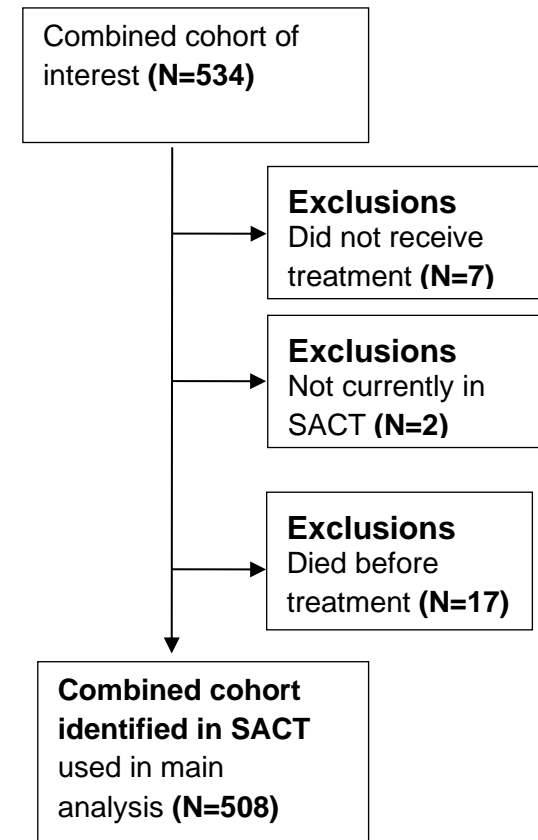 Combined cohort of
interest (N=534)
Exclusions
Did not receive
treatment (N=7)
Exclusions
Not currently in
SACT (N=2)
Exclusions
Died before
treatment (N=17)
Combined cohort
identified in SACT
used in main
analysis (N=508)